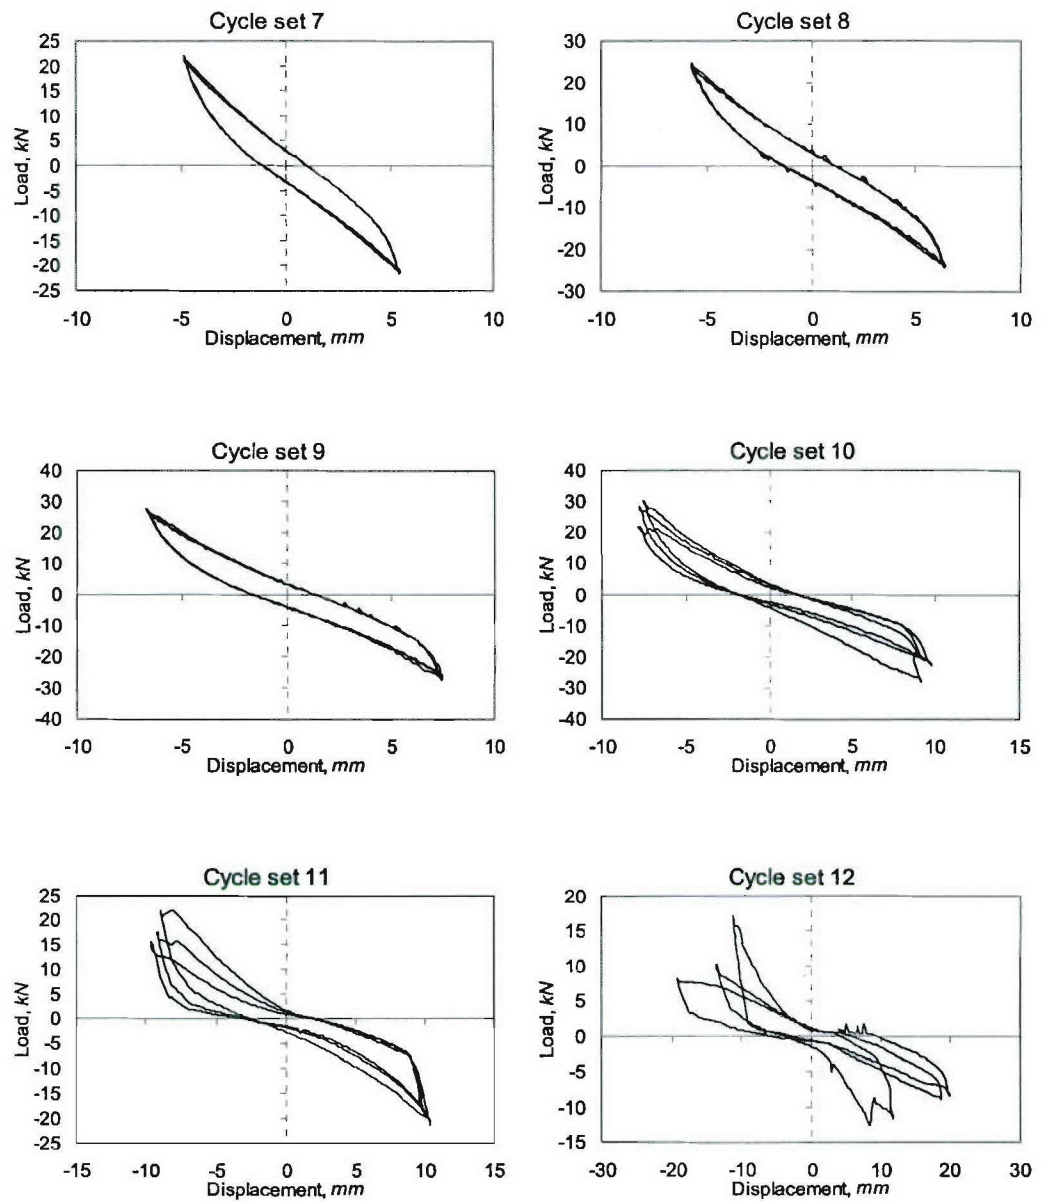 Cycle set 7
25
20
15
10
5
0
-5
-10
-15
-20
-25
Load, kN
-10 -5 0 5 10
Displacement, mm
Cycle set 8
30
20
10
0
-10
-20
-30
Load, kN
-10 -5 0 5 10
Displacement, mm
Cycle set 9
40
30
20
10
0
-10
-20
-30
-40
Load, kN
-10 -5 0 5 10
Displacement, mm
Cycle set 10
40
30
20
10
0
-10
-20
-30
-40
Load, kN
-10 -5 0 5 10 15
Displacement, mm
Cycle set 11
25
20
15
10
5
0
-5
-10
-15
-20
-25
Load, kN
-15 -10 -5 0 5 10 15
Displacement, mm
Cycle set 12
20
15
10
5
0
-5
-10
-15
Load, kN
-30 -20 -10 0 10 20 30
Displacement, mm